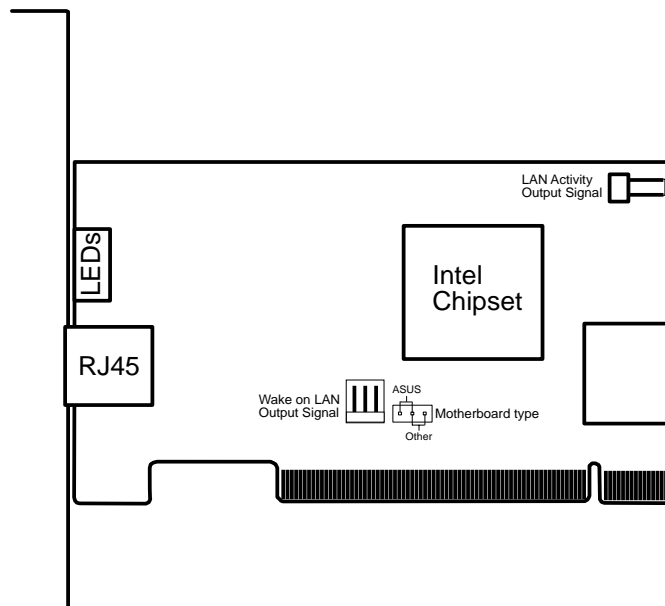 LAN Activity
Output Signal
LEDs
Intel
Chipset
RJ45
Wake on LAN
Output Signal
ASUS
Motherboard type
Other